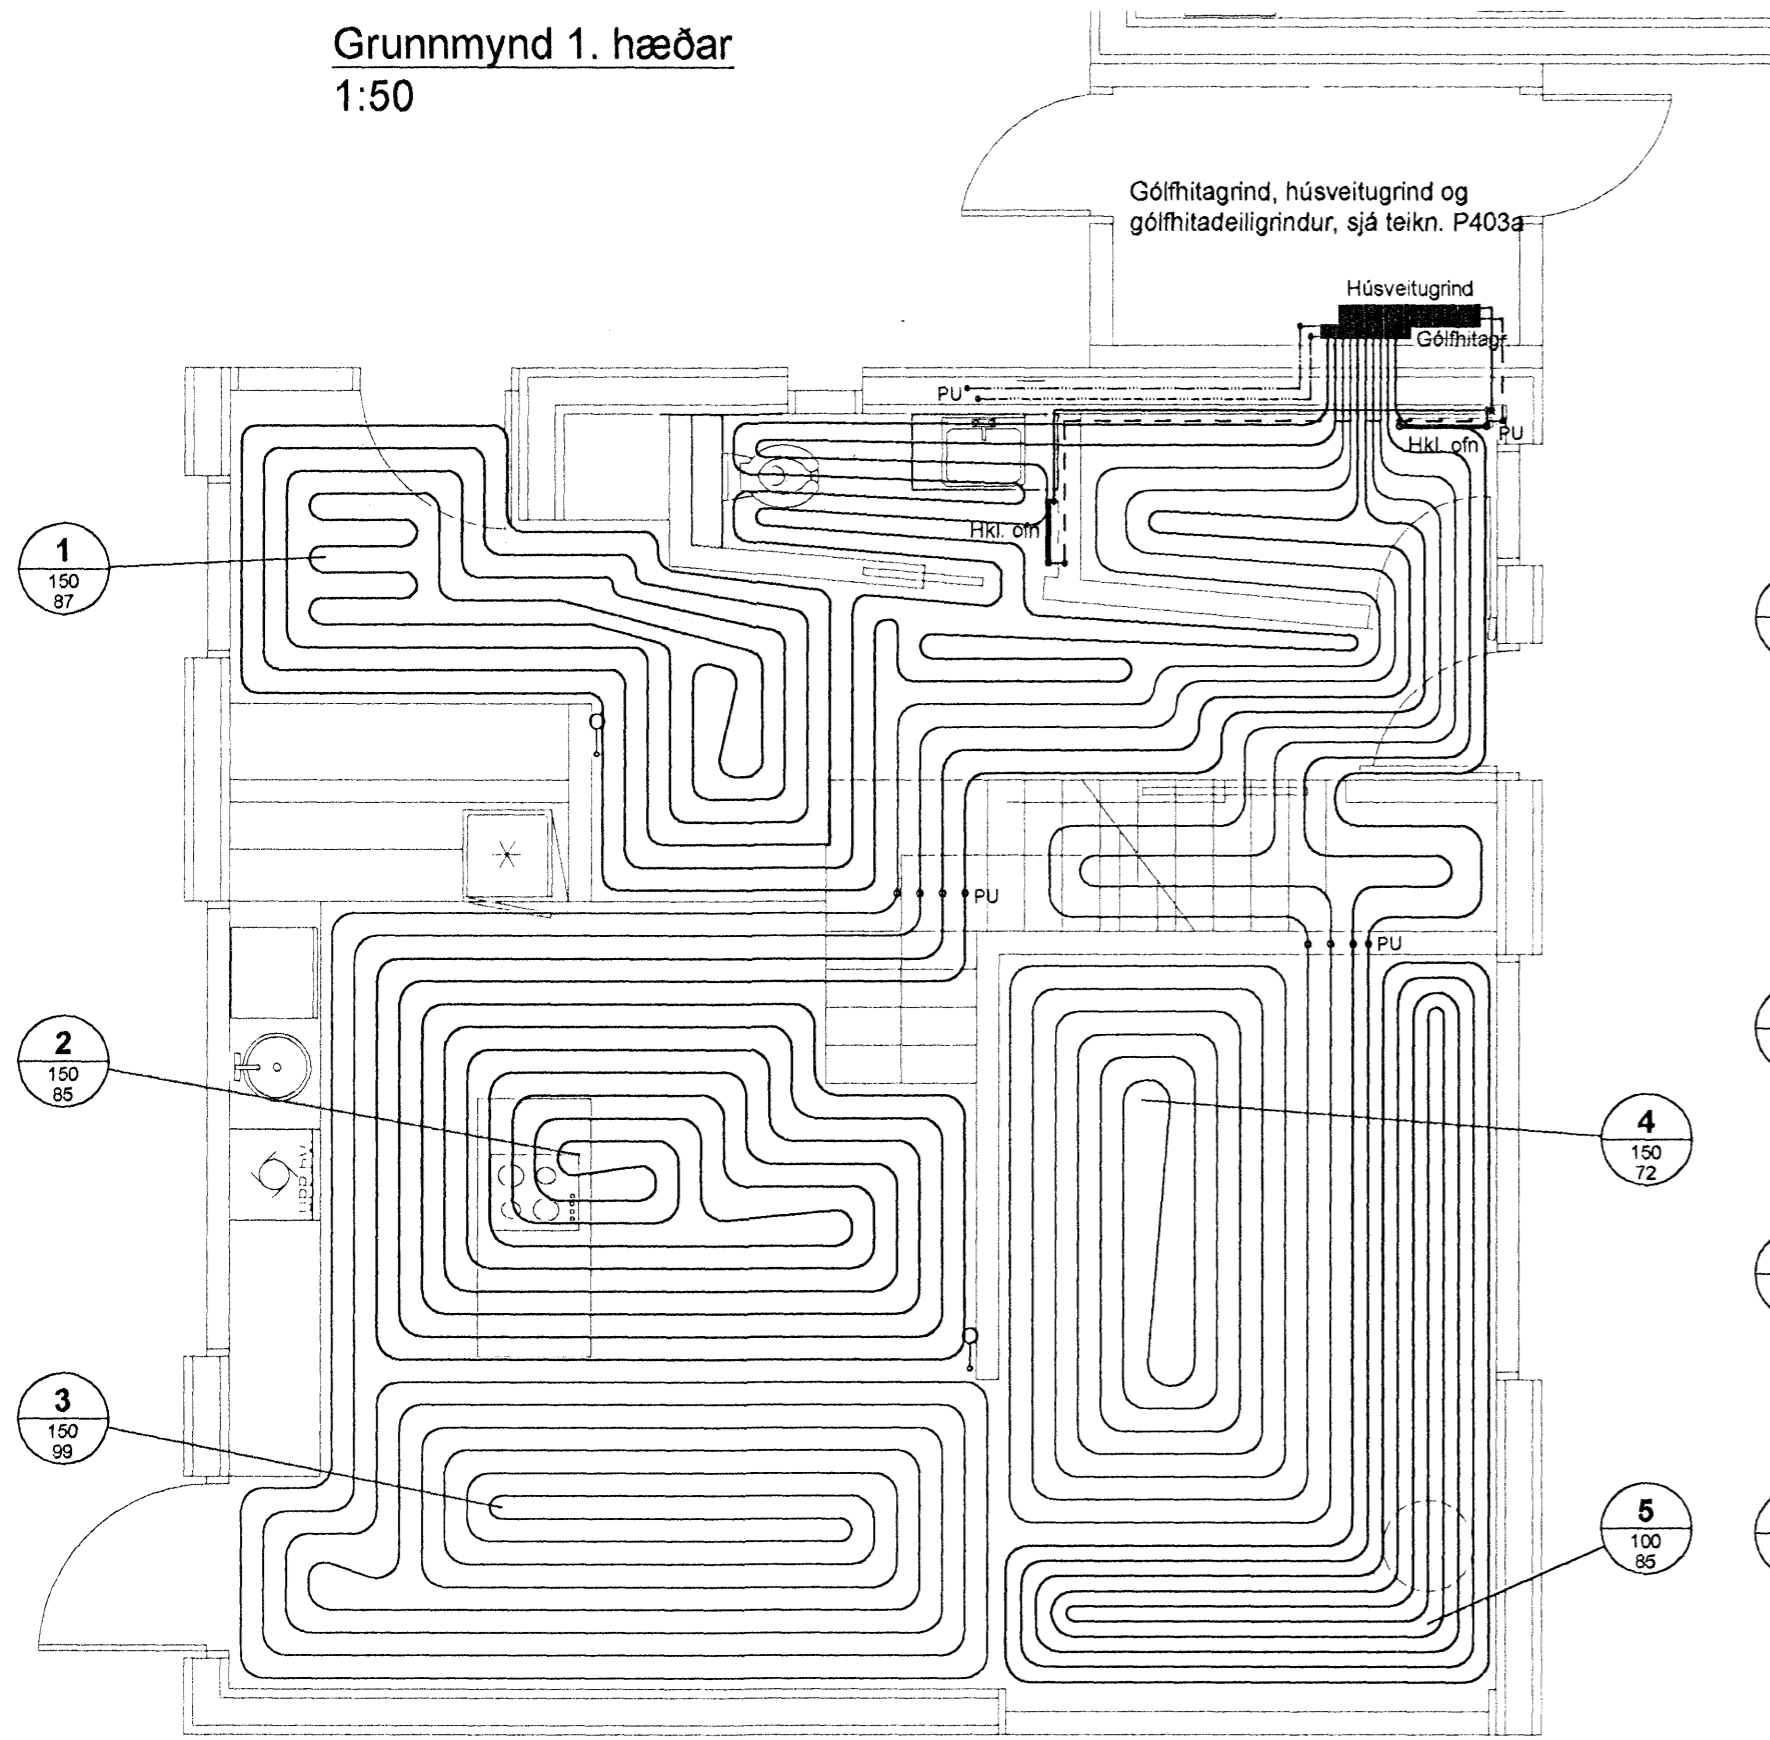 Grunnmynd 1. hæðar
1:50
Gólfhitagrind, húsveitugrind og
gólfhitadeiligrindur, sjá teikn. P403a
Húsveitugrind
Gólfhitagr.
PU
Hkl. ofn
PU
Hkl. ofn
1
150
87
PU
PU
2
150
85
4
150
72
3
150
99
5
100
85